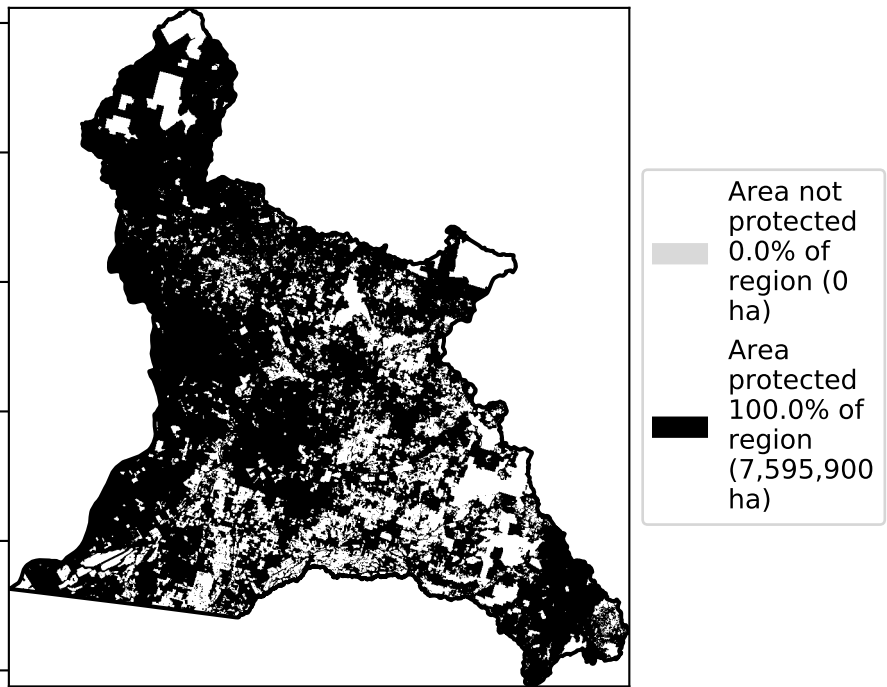 Area not
protected
0.0% of
region (0
ha)
Area
protected
100.0% of
region
(7,595,900
ha)